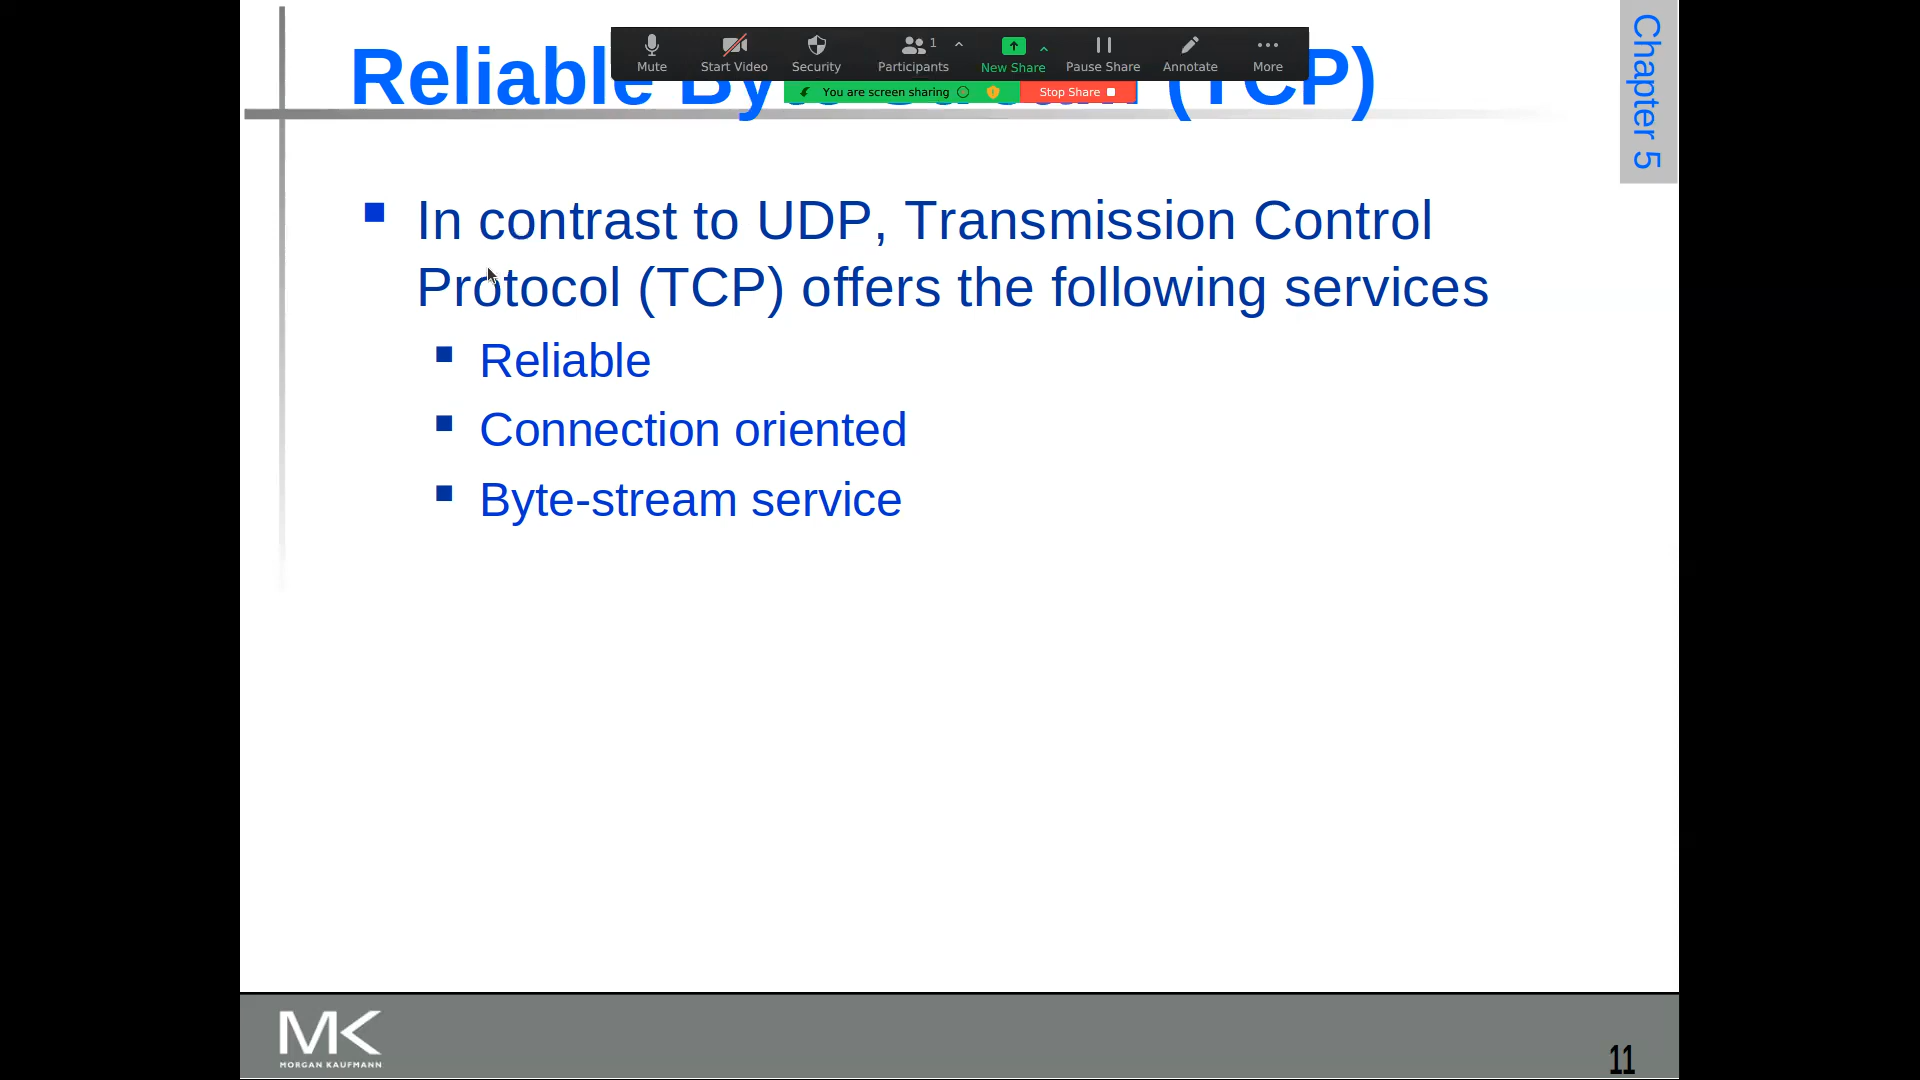 Mute
Start Video
Security
Participants
1
New Share
Pause Share
Annotate
More
You are screen sharing
Stop Share
Reliable (TCP)
Chapter 5
In contrast to UDP, Transmission Control
Protocol (TCP) offers the following services
Reliable
Connection oriented
Byte-stream service
MK
MORGAN KAUFMANN
11